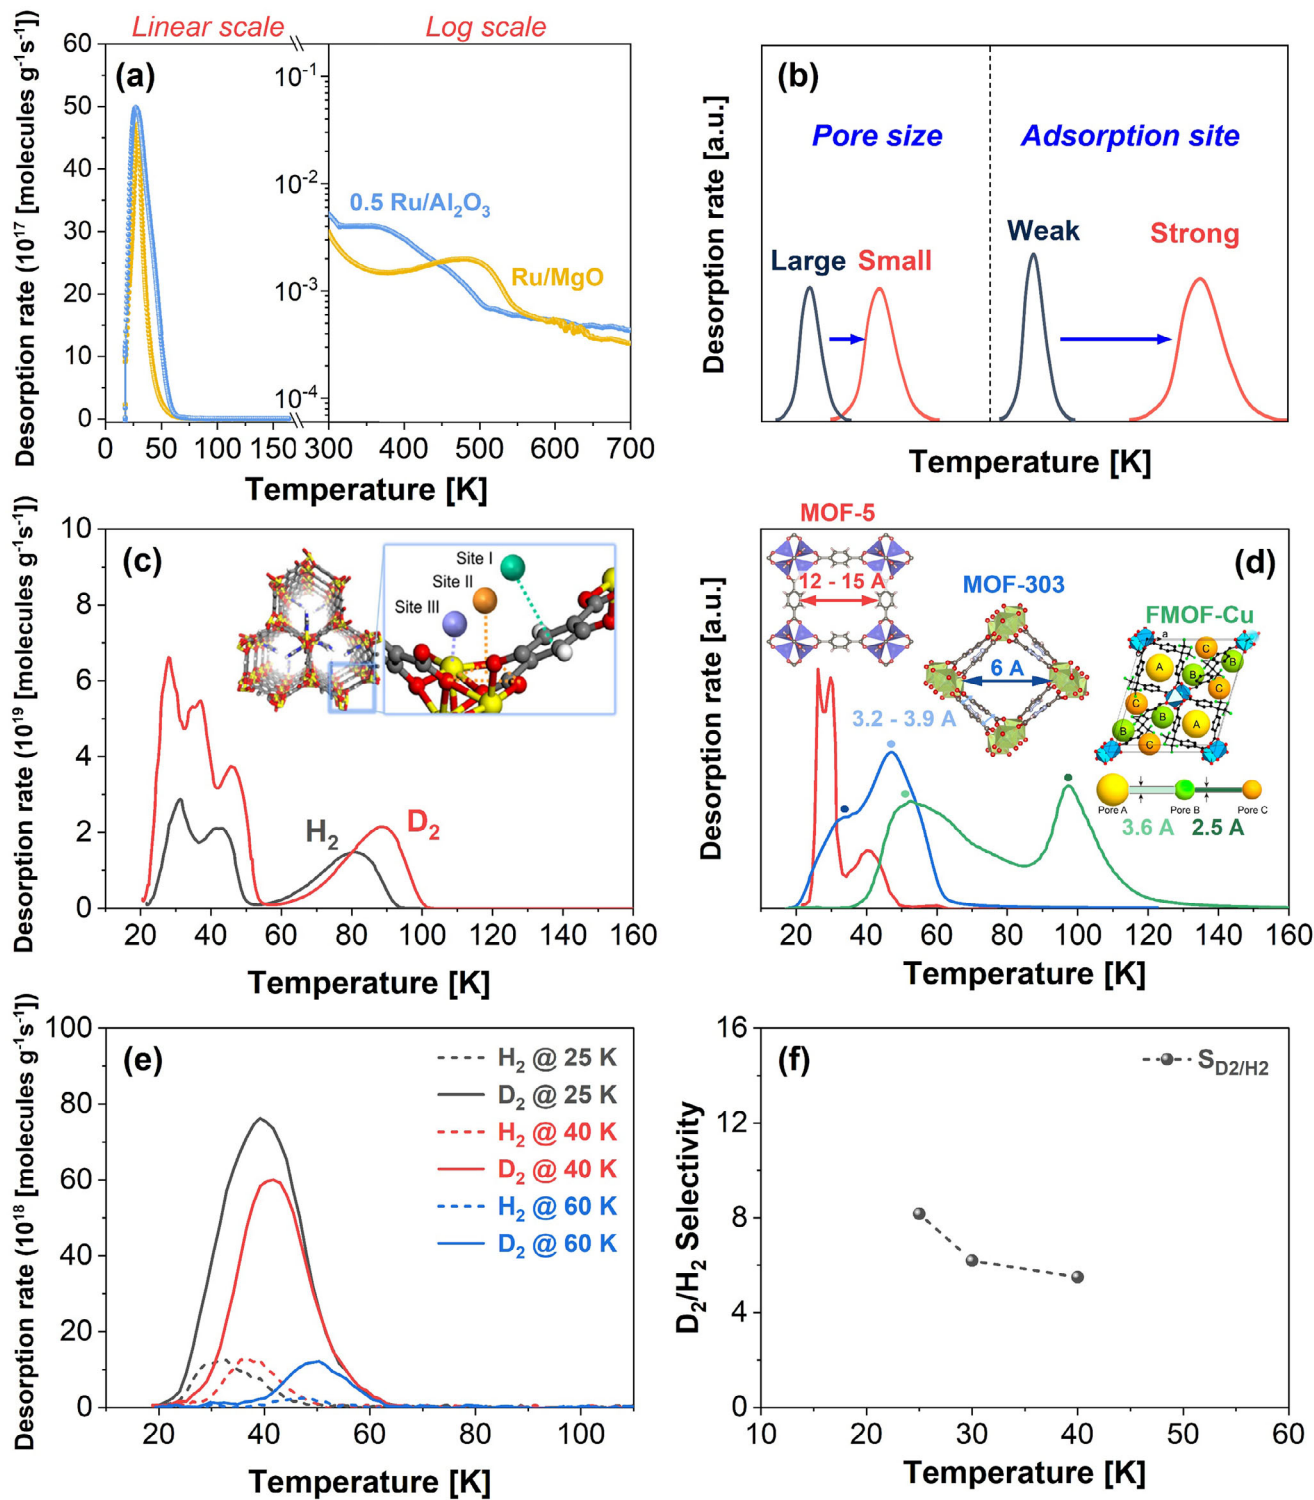 Linear scale
Log scale
(a)
Desorption rate (10¹⁷ [molecules g⁻¹s⁻¹])
60
50
40
30
20
10
0
10⁻¹
10⁻²
10⁻³
10⁻⁴
0.5 Ru/Al₂O₃
Ru/MgO
0 50 100 150 300 400 500 600 700
Temperature [K]
(b)
Desorption rate [a.u.]
Pore size
Adsorption site
Large
Small
Weak
Strong
Temperature [K]
(c)
Desorption rate (10¹⁹ [molecules g⁻¹s⁻¹])
10
8
6
4
2
0
Site I
Site II
Site III
H₂
D₂
0 20 40 60 80 100 120 140 160
Temperature [K]
(d)
Desorption rate [a.u.]
MOF-5
12 - 15 A
MOF-303
6 A
3.2 - 3.9 A
FMOF-Cu
a
A
C
B
B
C
C
B
A
B
C
Pore A
Pore B
Pore C
3.6 A
2.5 A
20 40 60 80 100 120 140 160
Temperature [K]
(e)
Desorption rate (10¹⁸ [molecules g⁻¹s⁻¹])
100
80
60
40
20
0
H₂ @ 25 K
D₂ @ 25 K
H₂ @ 40 K
D₂ @ 40 K
H₂ @ 60 K
D₂ @ 60 K
20 40 60 80 100
Temperature [K]
(f)
D₂/H₂ Selectivity
16
12
8
4
0
S_D2/H2
10 20 30 40 50 60
Temperature [K]